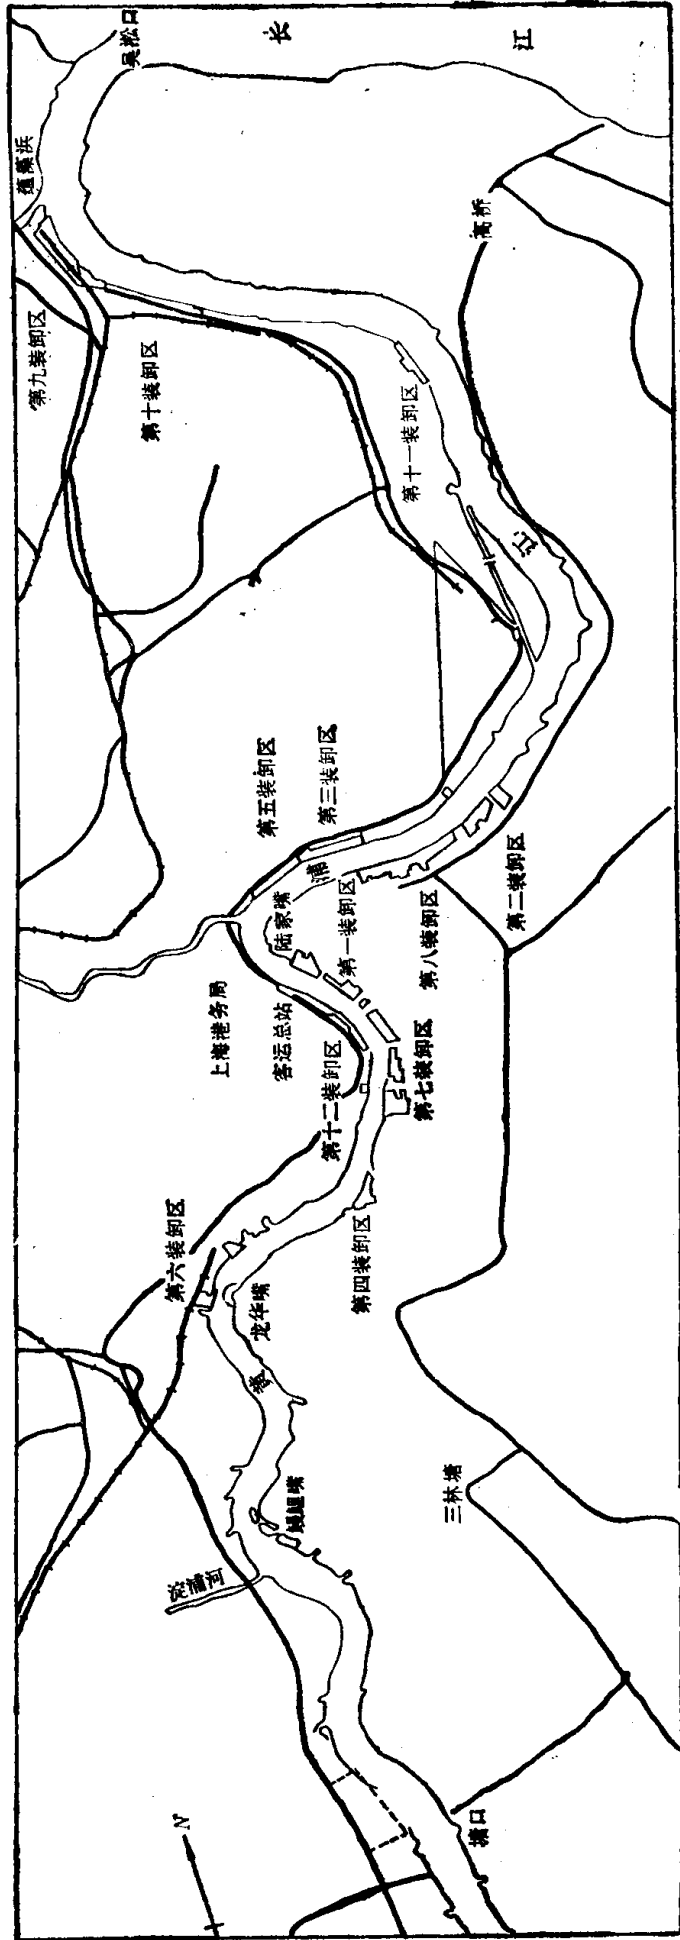 长
江
吴淞口
蕴藻浜
第九装卸区
第十装卸区
高桥
第十一装卸区
江
第五装卸区
第三装卸区
浦
陆家嘴
第一装卸区
第八装卸区
第二装卸区
上海港务局
客运总站
第十二装卸区
第七装卸区
第六装卸区
第四装卸区
龙华嘴
黄
三林塘
鳗鲤嘴
淀浦河
塘口
N